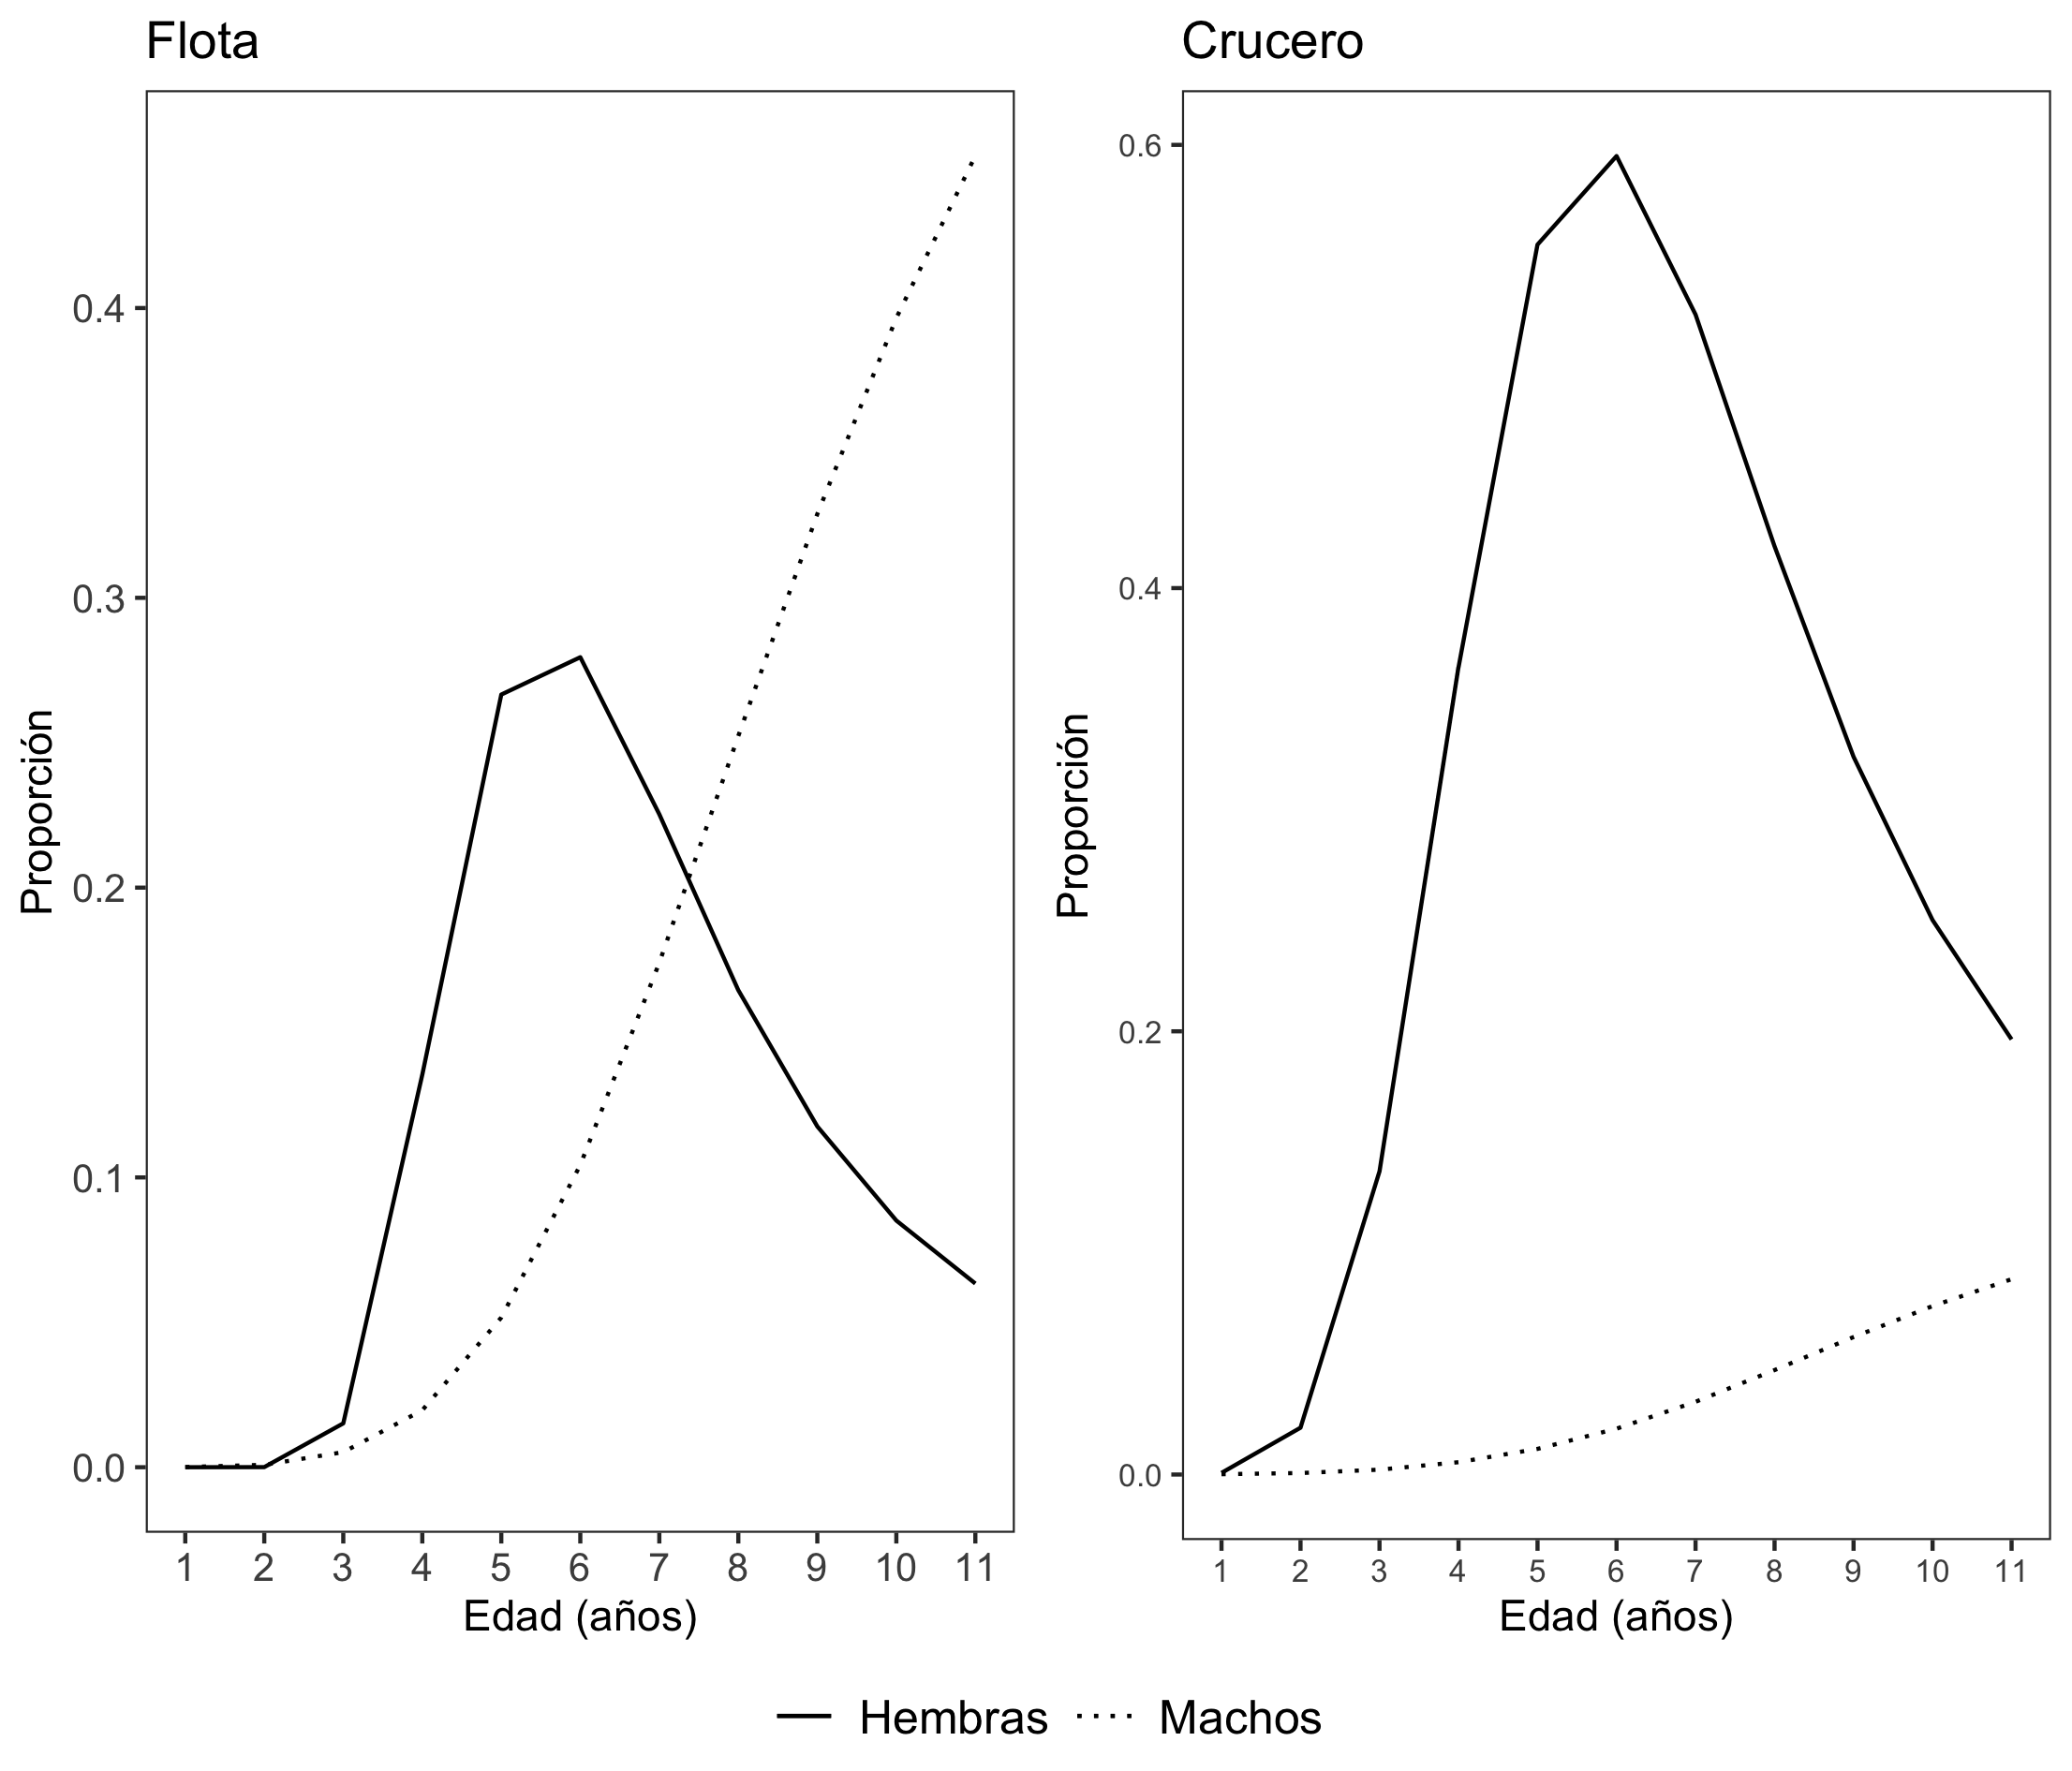 Flota
Crucero
Proporción
0.4
0.3
0.2
0.1
0.0
1 2 3 4 5 6 7 8 9 10 11
Edad (años)
Proporción
0.6
0.4
0.2
0.0
1 2 3 4 5 6 7 8 9 10 11
Edad (años)
Hembras Machos